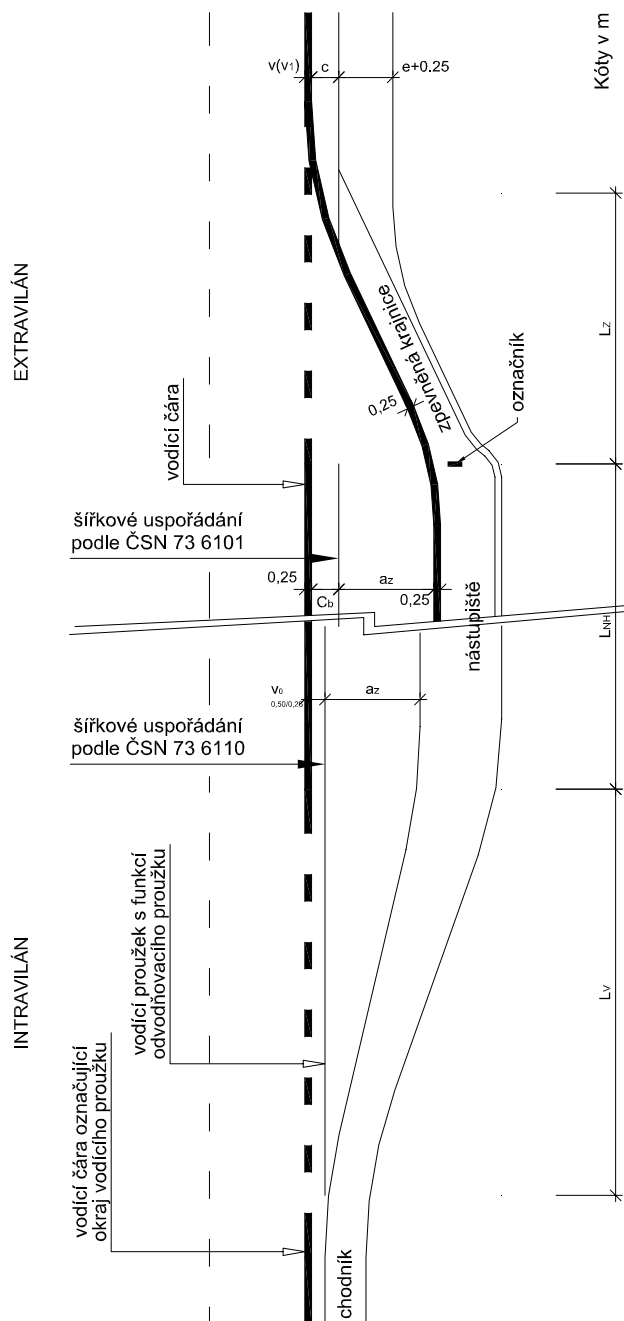 v(v1)
c
e+0.25
Kóty v m
EXTRAVILÁN
LZ
zpevněná krajnice
0,25
označník
vodící čára
šířkové uspořádání
podle ČSN 73 6101
0,25
Cb
az
0,25
nástupiště
LNH
v0
0,50/0,25
az
šířkové uspořádání
podle ČSN 73 6110
INTRAVILÁN
vodící proužek s funkcí
odvodňovacího proužku
LV
vodící čára označující
okraj vodícího proužku
chodník